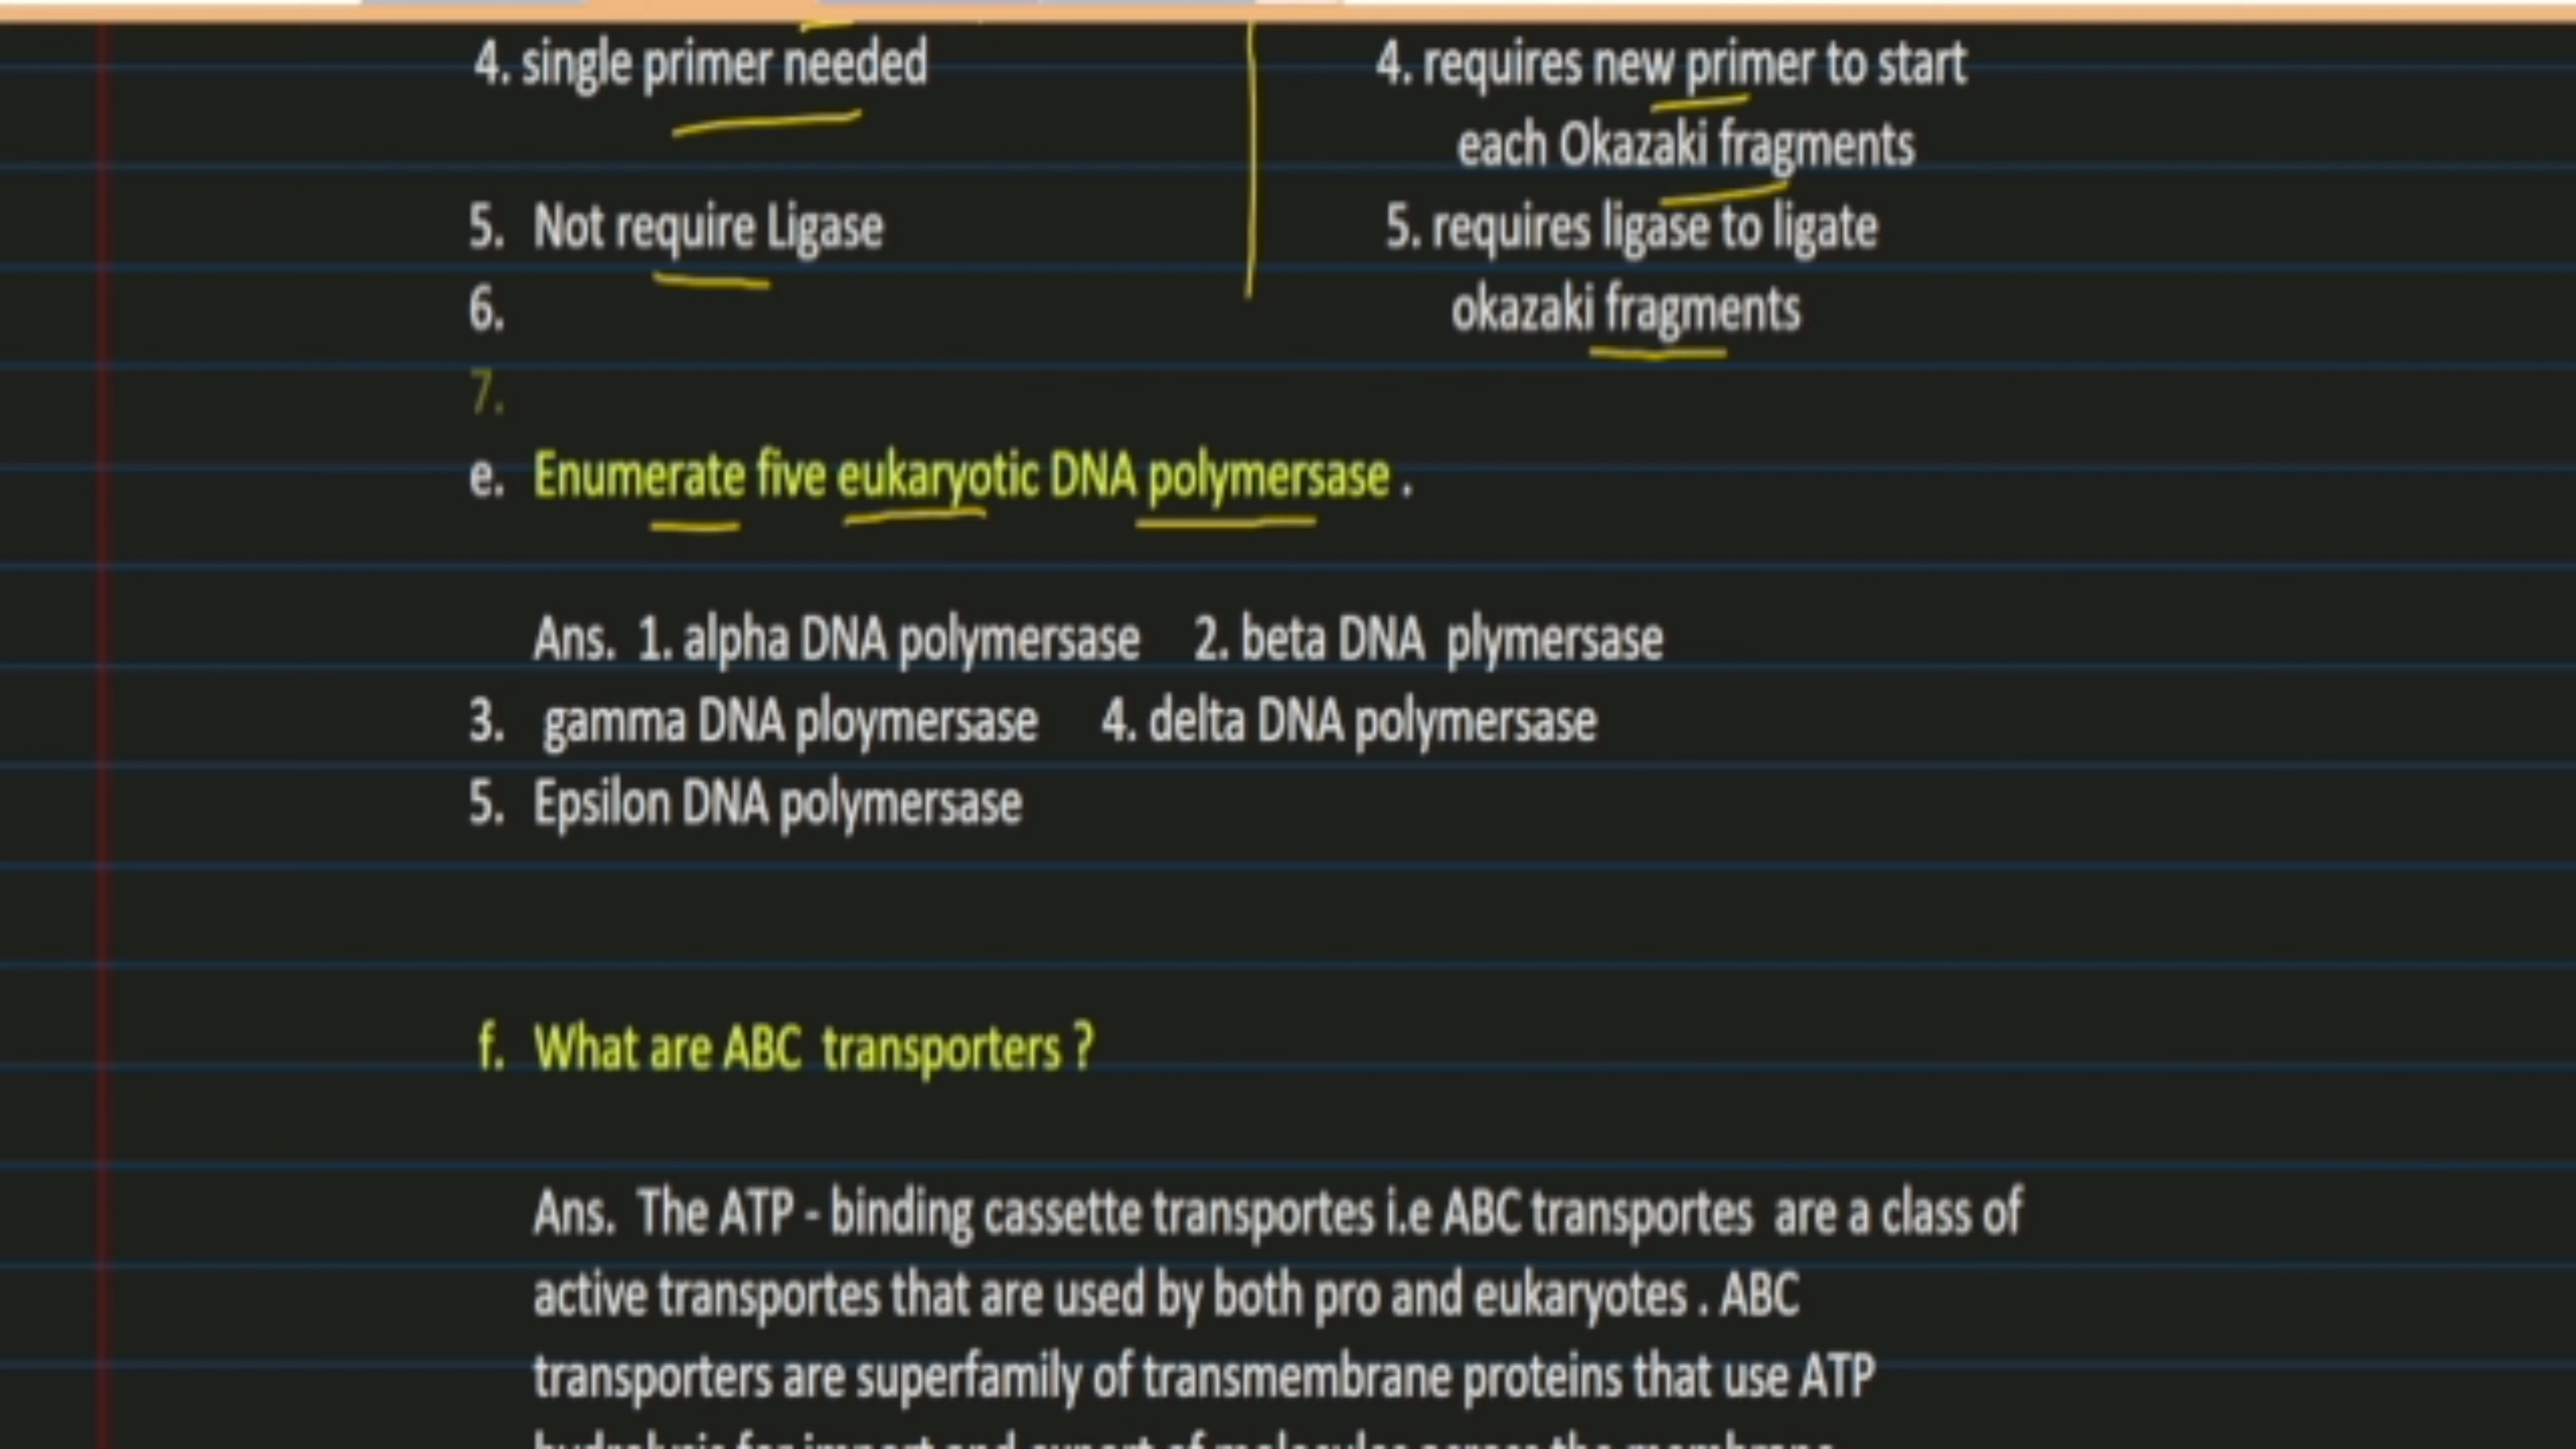 4. single primer needed 4. requires new primer to start
each Okazaki fragments
5. Not require Ligase 5. requires ligase to ligate
6. okazaki fragments
7.
e. Enumerate five eukaryotic DNA polymersase .
Ans. 1. alpha DNA polymersase 2. beta DNA plymersase
3. gamma DNA ploymersase 4. delta DNA polymersase
5. Epsilon DNA polymersase
f. What are ABC transporters ?
Ans. The ATP - binding cassette transportes i.e ABC transportes are a class of
active transportes that are used by both pro and eukaryotes . ABC
transporters are superfamily of transmembrane proteins that use ATP